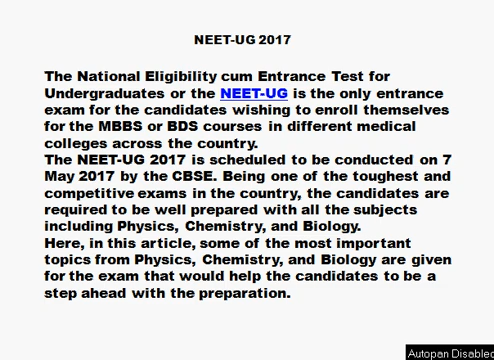 NEET-UG 2017
The National Eligibility cum Entrance Test for
Undergraduates or the NEET-UG is the only entrance
exam for the candidates wishing to enroll themselves
for the MBBS or BDS courses in different medical
colleges across the country.
The NEET-UG 2017 is scheduled to be conducted on 7
May 2017 by the CBSE. Being one of the toughest and
competitive exams in the country, the candidates are
required to be well prepared with all the subjects
including Physics, Chemistry, and Biology.
Here, in this article, some of the most important
topics from Physics, Chemistry, and Biology are given
for the exam that would help the candidates to be a
step ahead with the preparation.
Autopan Disabled